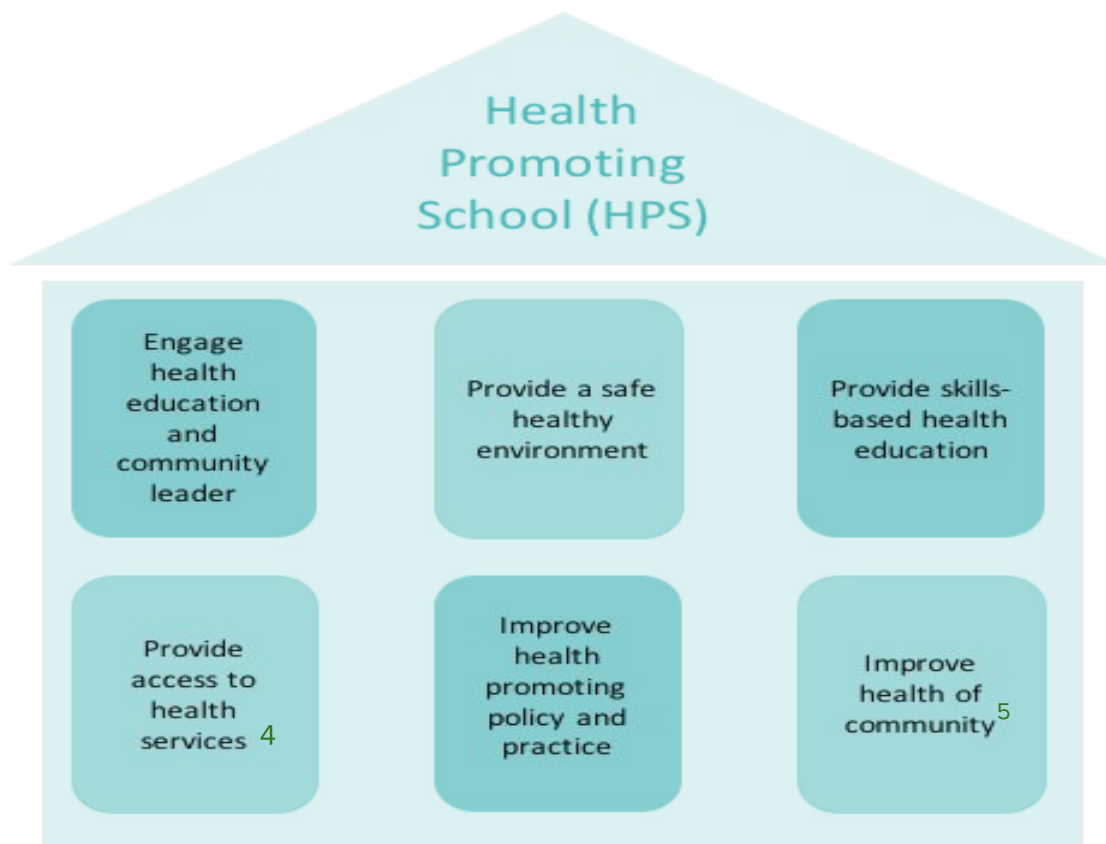 Health
Promoting
School (HPS)
Engage
health
education
and
community
leader
Provide a safe
healthy
environment
Provide skills-
based health
education
Provide
access to
health
services 4
Improve
health
promoting
policy and
practice
Improve
health of
community5